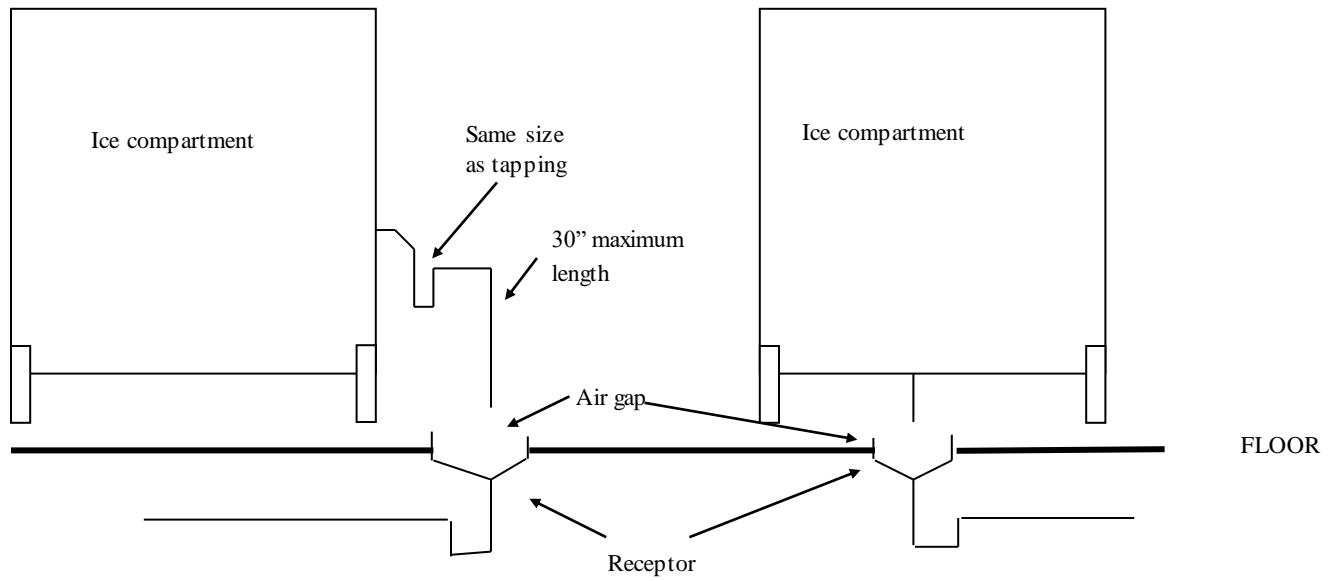 Ice compartment
Same size
as tapping
Ice compartment
30” maximum
length
Air gap
FLOOR
Receptor